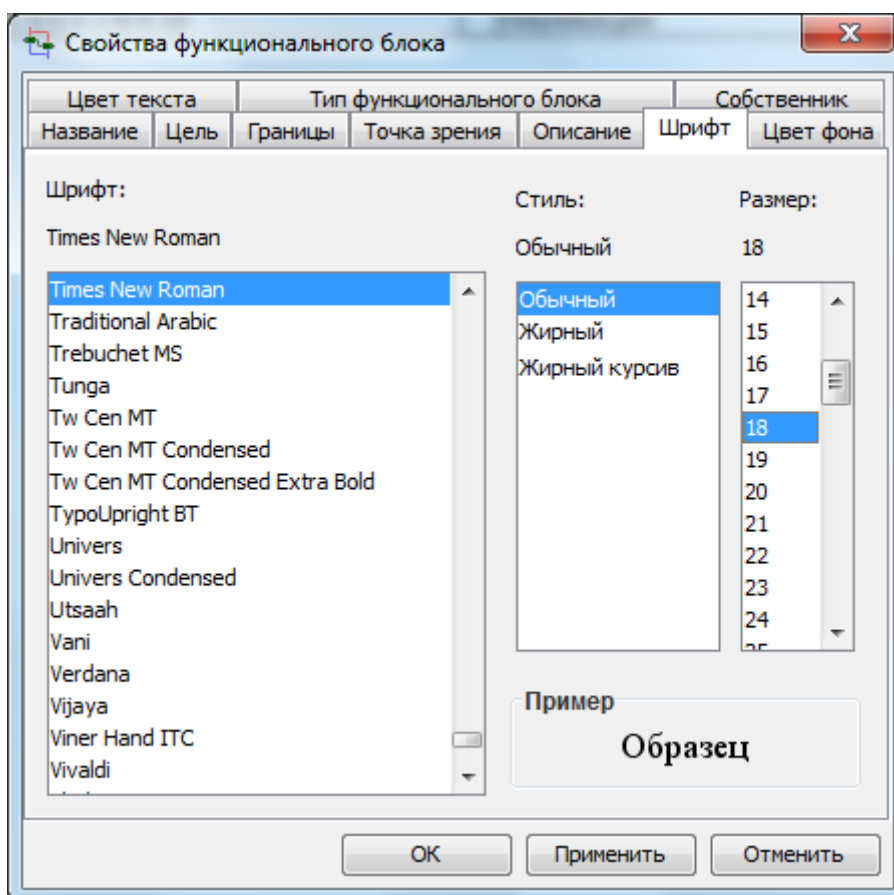 Свойства функционального блока
Цвет текста Тип функционального блока Собственник
Название Цель Границы Точка зрения Описание Шрифт Цвет фона
Шрифт:
Times New Roman
Times New Roman
Traditional Arabic
Trebuchet MS
Tunga
Tw Cen MT
Tw Cen MT Condensed
Tw Cen MT Condensed Extra Bold
TypoUpright BT
Univers
Univers Condensed
Utsaah
Vani
Verdana
Vijaya
Viner Hand ITC
Vivaldi
Стиль:
Обычный
Обычный
Жирный
Жирный курсив
Размер:
18
14
15
16
17
18
19
20
21
22
23
24
Пример
Образец
OK Применить Отменить